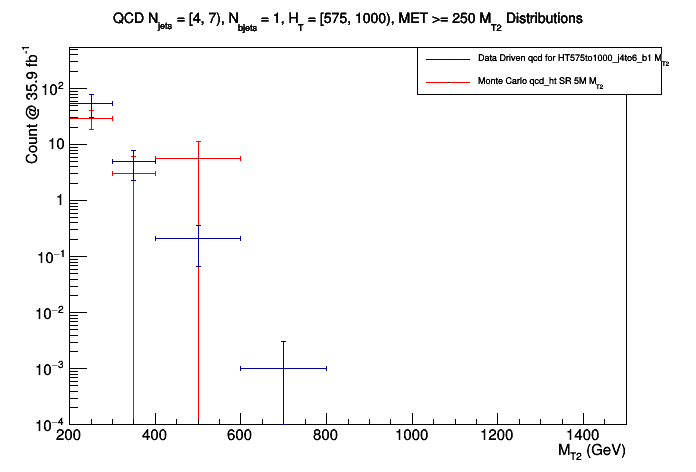 QCD N_jets = [4, 7), N_bjets = 1, H_T = [575, 1000), MET >= 250 M_T2 Distributions
Data Driven qcd for HT575to1000_j4to6_b1 M_T2
Monte Carlo qcd_ht SR 5M M_T2
Count @ 35.9 fb^-1
10^2
10
1
10^−1
10^−2
10^−3
10^−4
200 400 600 800 1000 1200 1400
M_T2 (GeV)